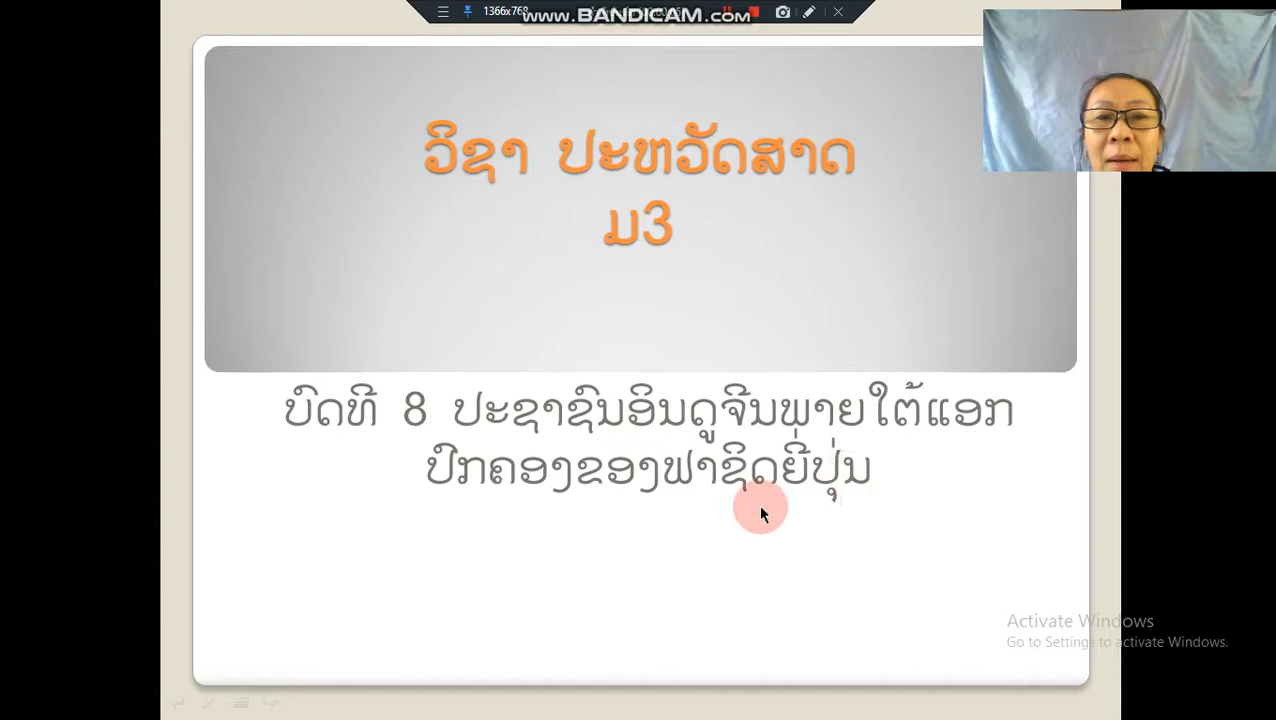 1366x768
www.BANDICAM.com
ວິຊາ ປະຫວັດສາດ
ມ3
ບົດທີ 8 ປະຊາຊົນອິນດູຈີນພາຍໃຕ້ແອກ
ປົກຄອງຂອງຟາຊິດຍີ່ປຸ່ນ
Activate Windows
Go to Settings to activate Windows.